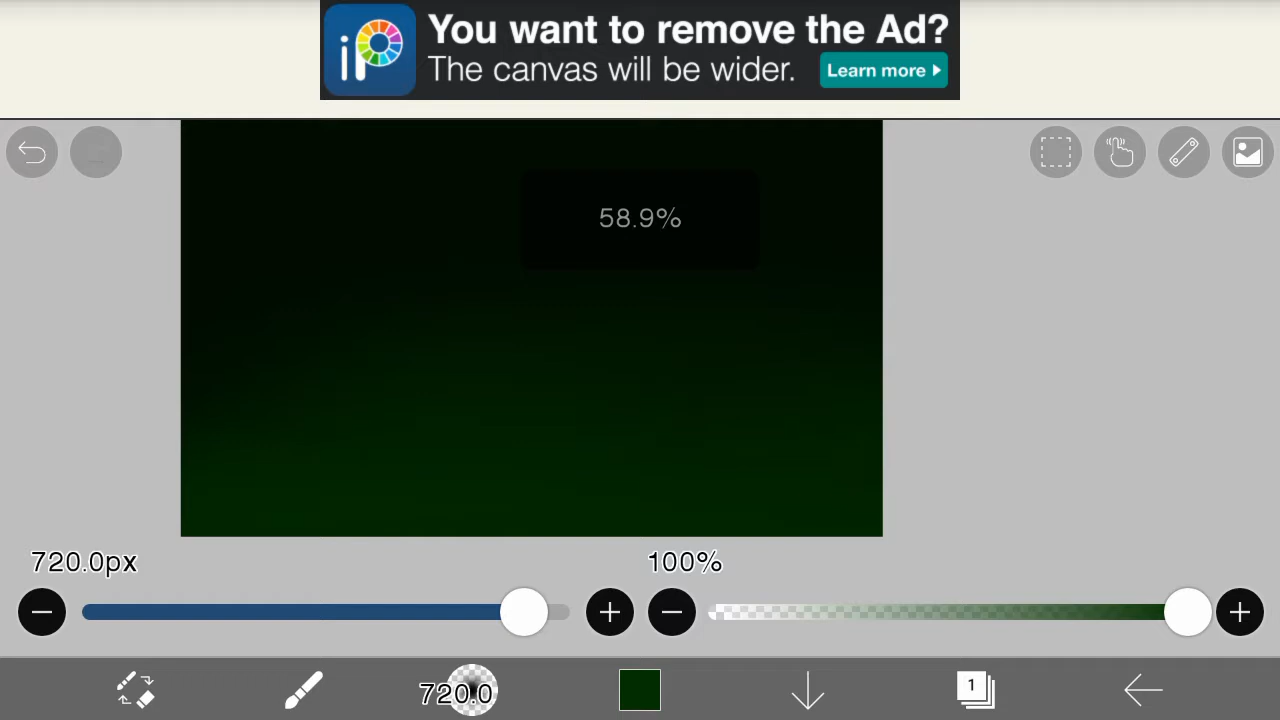 iP
You want to remove the Ad?
The canvas will be wider.
Learn more
58.9%
720.0px
100%
720.0
1